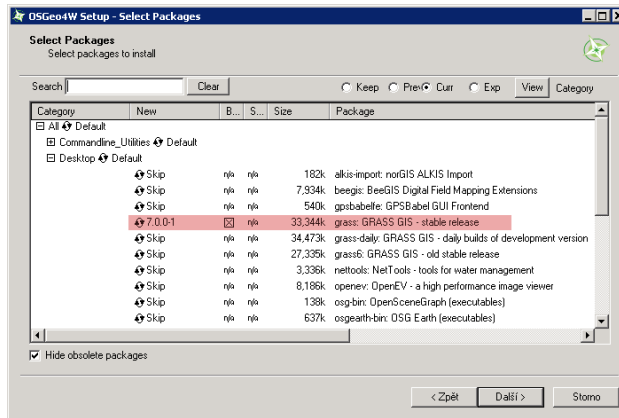 OSGeo4W Setup - Select Packages
Select Packages
Select packages to install
Search Clear Keep Prev Curr Exp View Category
Category New B... S... Size Package
All Default
Commandline_Utilities Default
Desktop Default
Skip n/a n/a 182k alkis-import: norGIS ALKIS Import
Skip n/a n/a 7,934k beegis: BeeGIS Digital Field Mapping Extensions
Skip n/a n/a 540k gpsbabelfe: GPSBabel GUI Frontend
7.0.0-1 n/a 33,344k grass: GRASS GIS - stable release
Skip n/a n/a 34,473k grass-daily: GRASS GIS - daily builds of development version
Skip n/a n/a 27,335k grass6: GRASS GIS - old stable release
Skip n/a n/a 3,336k nettools: NetTools - tools for water management
Skip n/a n/a 8,186k openev: OpenEV - a high performance image viewer
Skip n/a n/a 138k osg-bin: OpenSceneGraph (executables)
Skip n/a n/a 637k osgearth-bin: OSG Earth (executables)
Hide obsolete packages
< Zpět Další > Storno